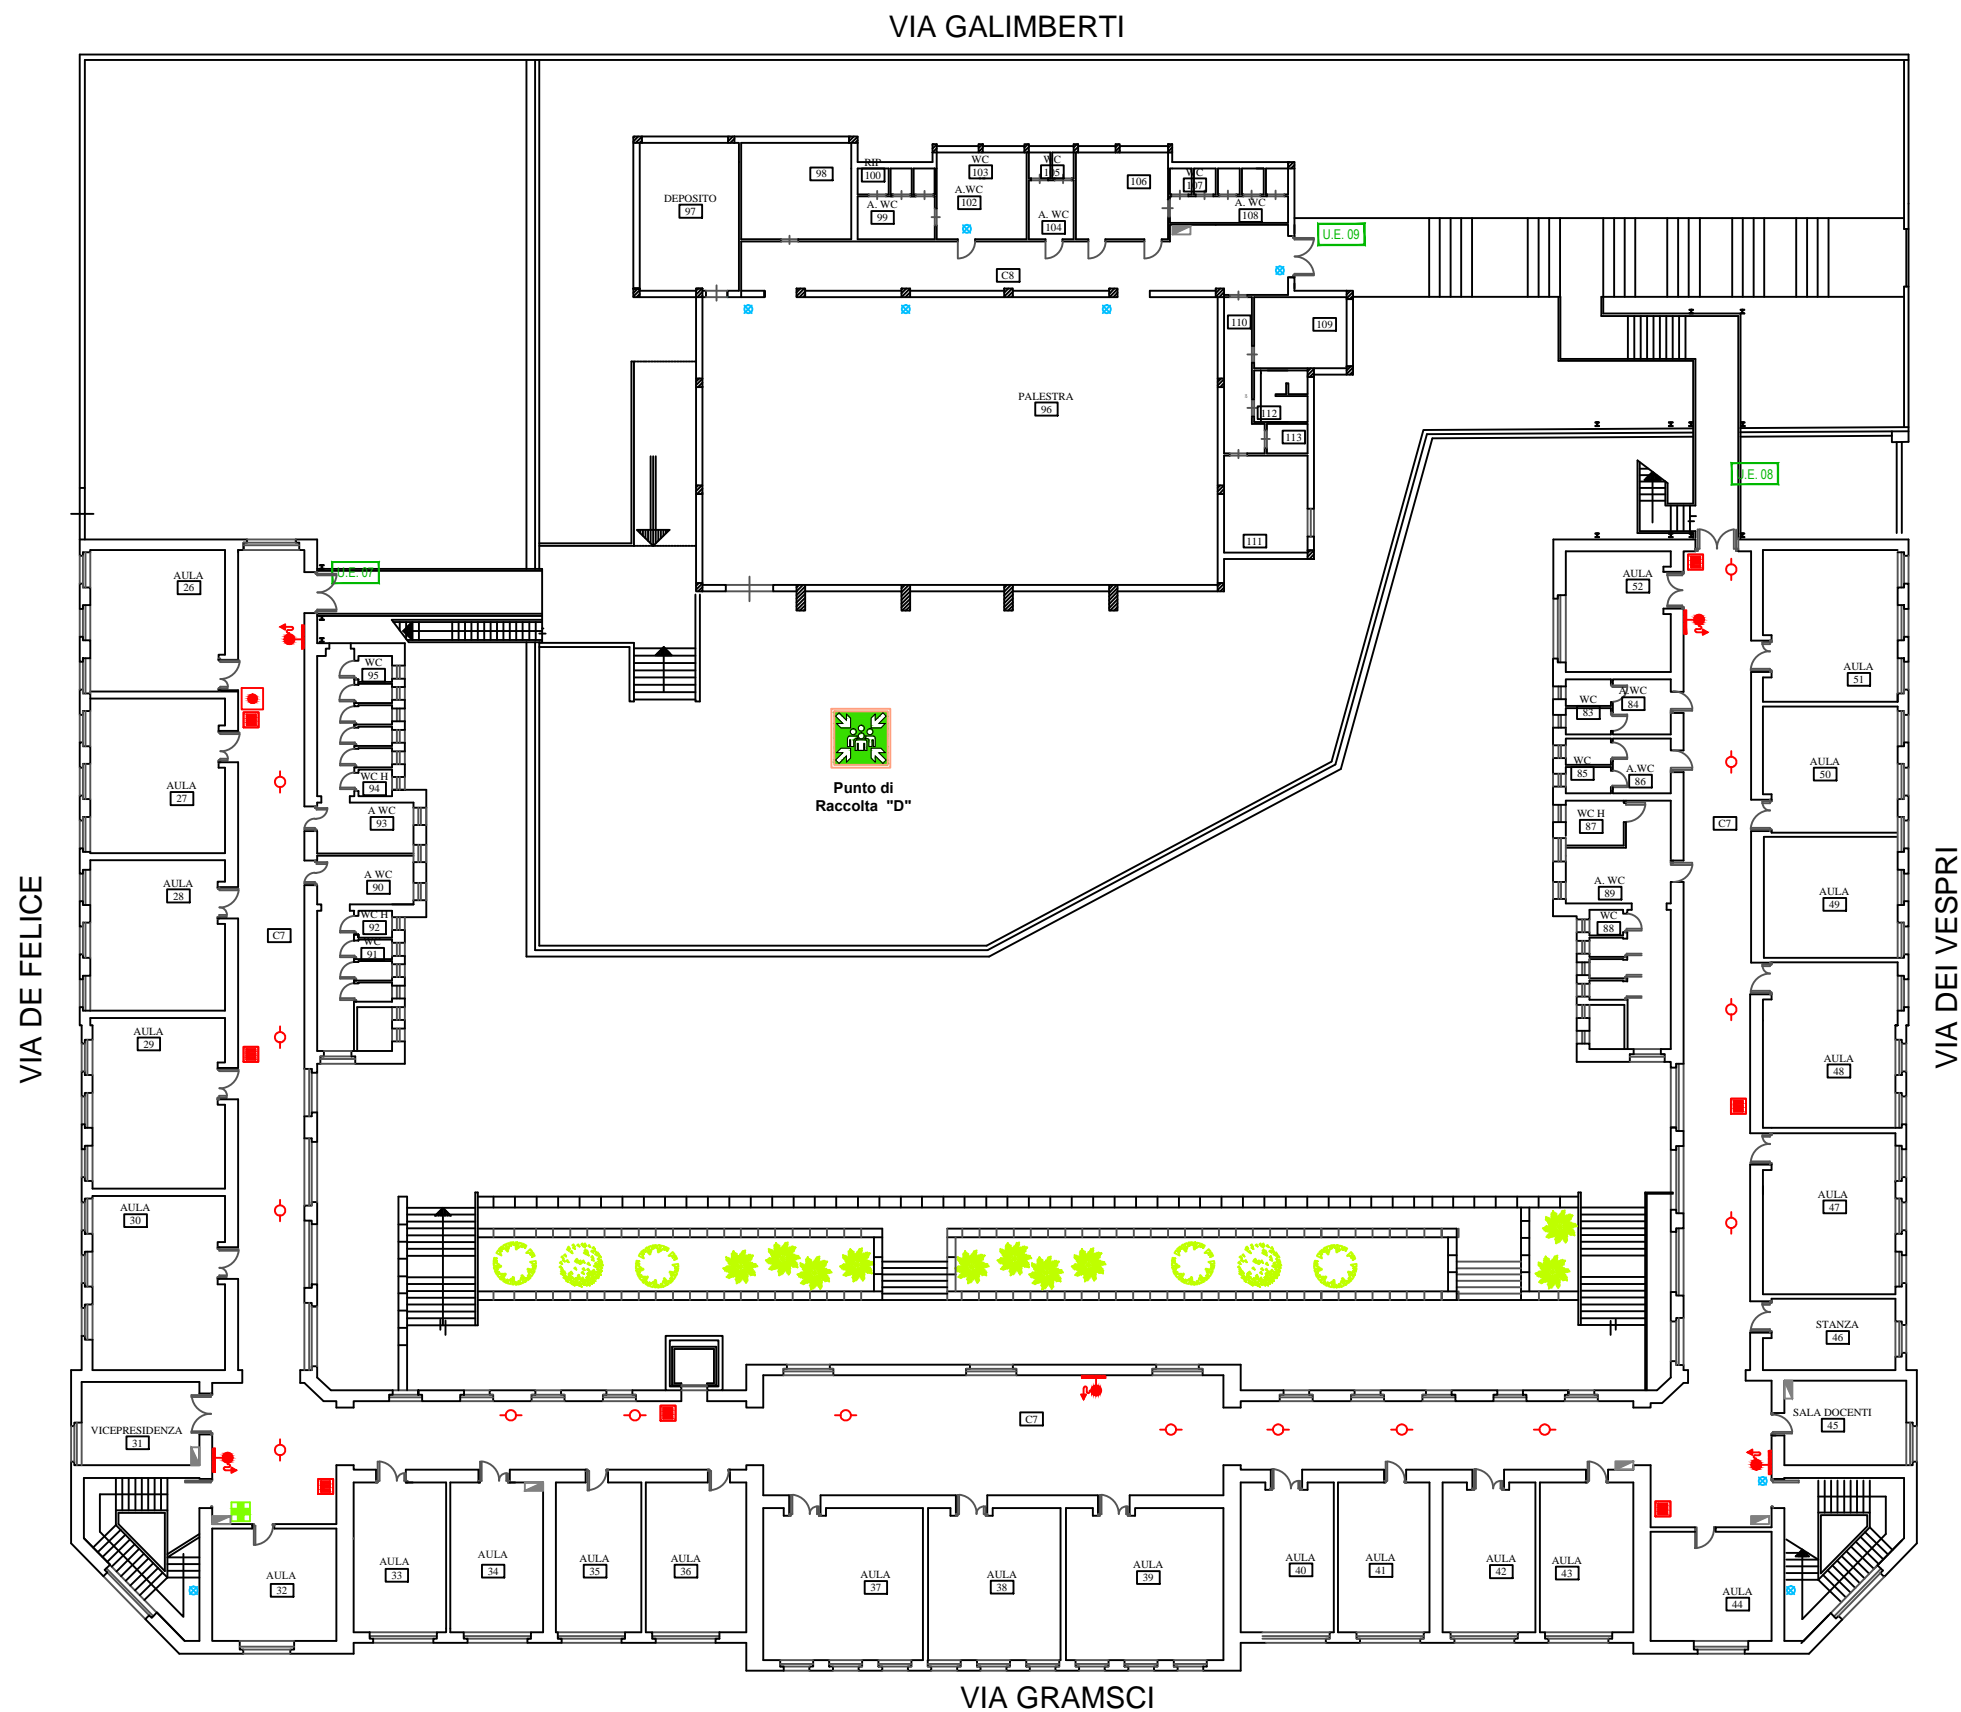 VIA GALIMBERTI
RIP
100
WC
103
WC
105
98
106
WC
107
DEPOSITO
97
A. WC
99
A.WC
102
A. WC
104
A. WC
108
U.E. 09
C8
110
109
PALESTRA
96
112
113
111
U.E. 08
U.E. 07
AULA
26
WC
95
AULA
27
WC H
94
A WC
93
AULA
28
A WC
90
WC H
92
WC
91
C7
AULA
29
AULA
30
VIA DE FELICE
Punto di
Raccolta "D"
AULA
52
AULA
51
WC
83
A.WC
84
WC
85
A.WC
86
AULA
50
WC H
87
C7
A. WC
89
AULA
49
WC
88
AULA
48
AULA
47
STANZA
46
VIA DEI VESPRI
VICEPRESIDENZA
31
C7
SALA DOCENTI
45
AULA
32
AULA
33
AULA
34
AULA
35
AULA
36
AULA
37
AULA
38
AULA
39
AULA
40
AULA
41
AULA
42
AULA
43
AULA
44
VIA GRAMSCI